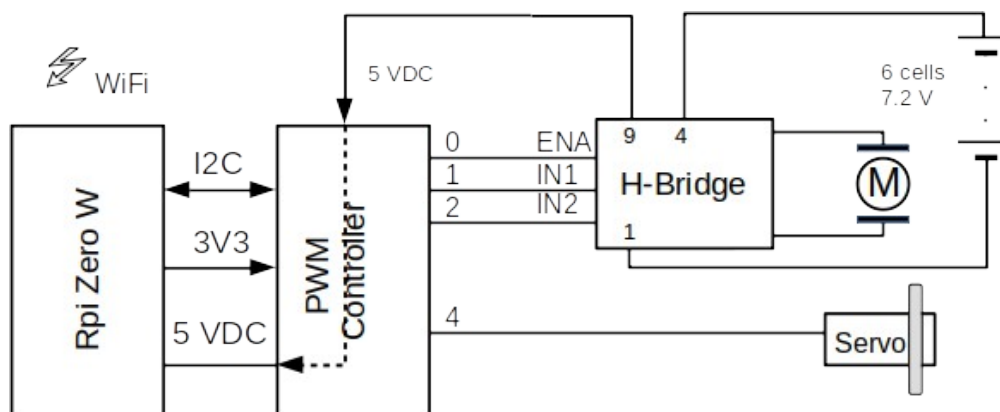 WiFi
5 VDC
6 cells
7.2 V
Rpi Zero W
I2C
3V3
5 VDC
PWM
Controller
0
ENA
1
IN1
2
IN2
4
9
4
H-Bridge
1
M
Servo